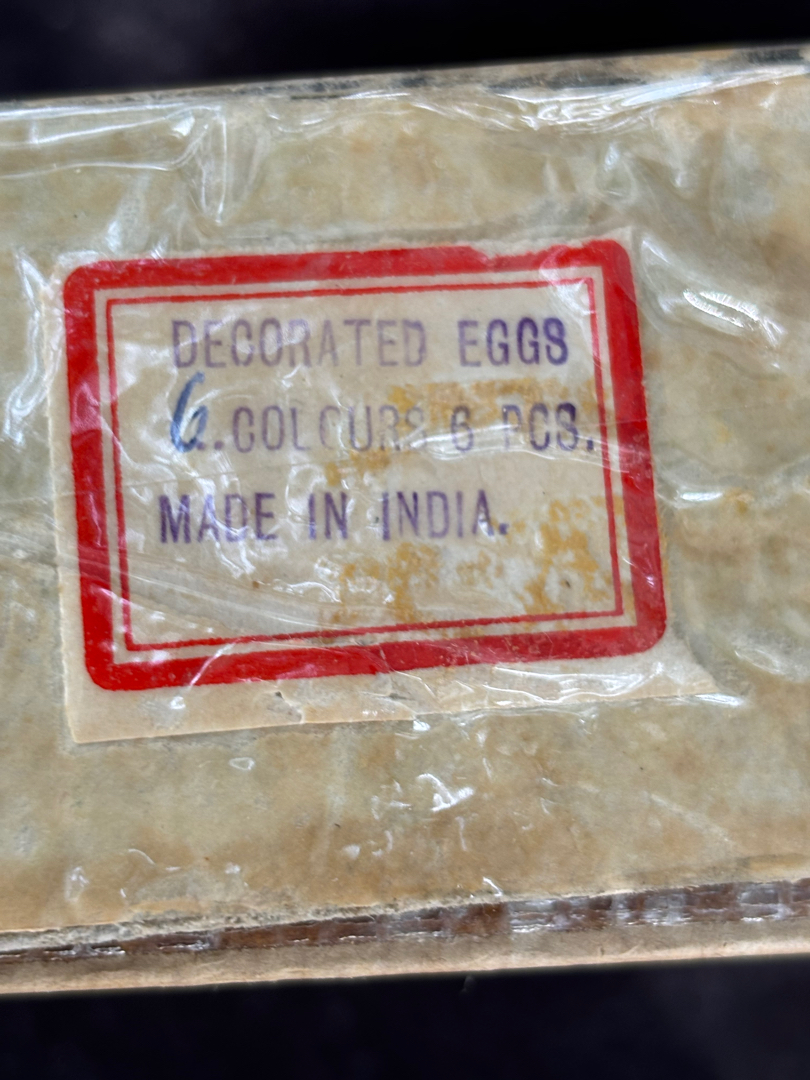 DECORATED EGGS
6.COLOURS 6 PCS.
MADE IN INDIA.